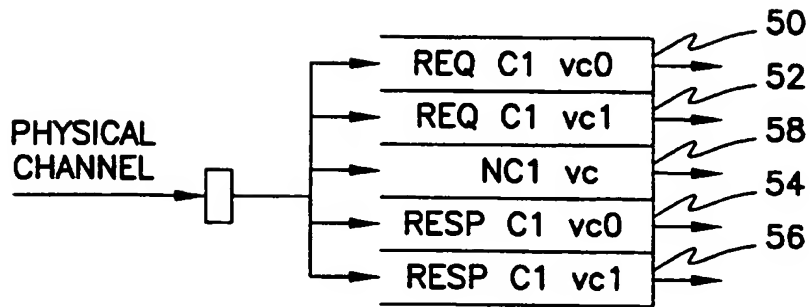 50
REQ C1 vc0
52
REQ C1 vc1
58
PHYSICAL
CHANNEL
NC1 vc
54
RESP C1 vc0
56
RESP C1 vc1